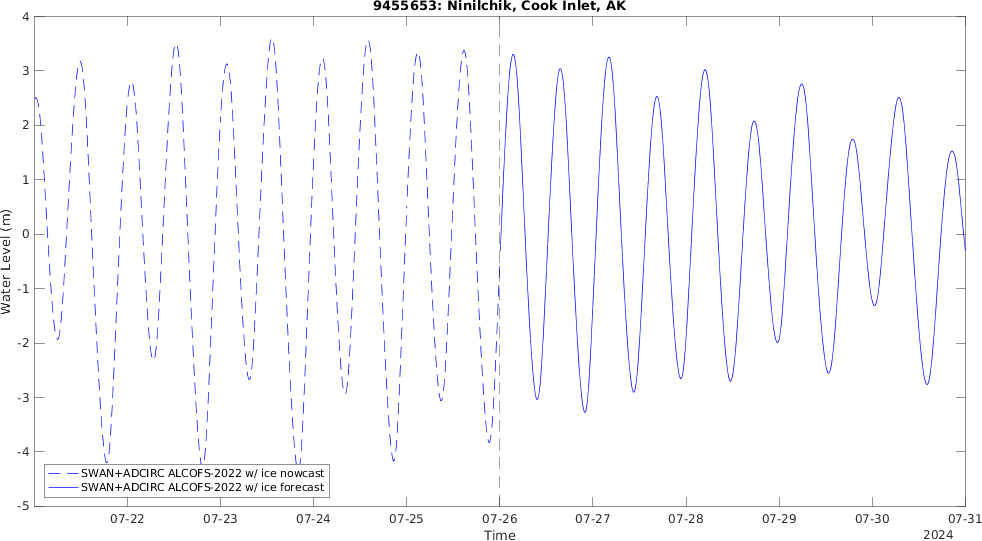 9455653: Ninilchik, Cook Inlet, AK
4
3
2
1
0
-1
-2
-3
-4
-5
Water Level (m)
SWAN+ADCIRC ALCOFS-2022 w/ ice nowcast
SWAN+ADCIRC ALCOFS-2022 w/ ice forecast
07-22 07-23 07-24 07-25 07-26 07-27 07-28 07-29 07-30 07-31
Time
2024